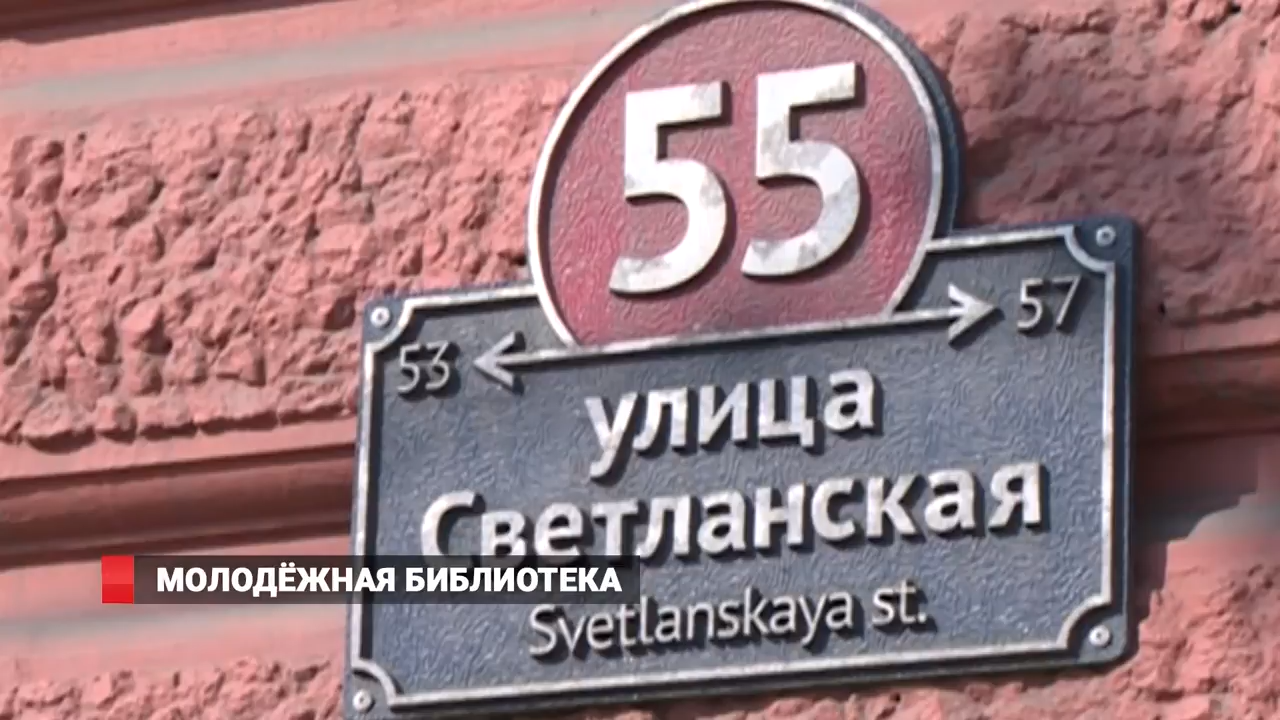 55
53 57
улица
Светланская
МОЛОДЁЖНАЯ БИБЛИОТЕКА
Svetlanskaya st.